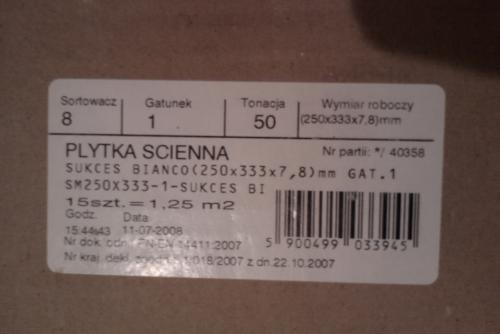 Sortowacz Gatunek Tonacja Wymiar roboczy
8 1 50 (250x333x7,8)mm
PLYTKA SCIENNA Nr partii: */ 40358
SUKCES BIANCO(250x333x7,8)mm GAT.1
SM250X333-1-SUKCES BI
15szt.= 1,25 m2
Godz. Data:
15:44:43 11-07-2008
Nr dok. odn. PN-EN 14411:2007
Nr kraj. dekl. zgodn. 1/018/2007 z dn.22.10.2007
5 900499 033945